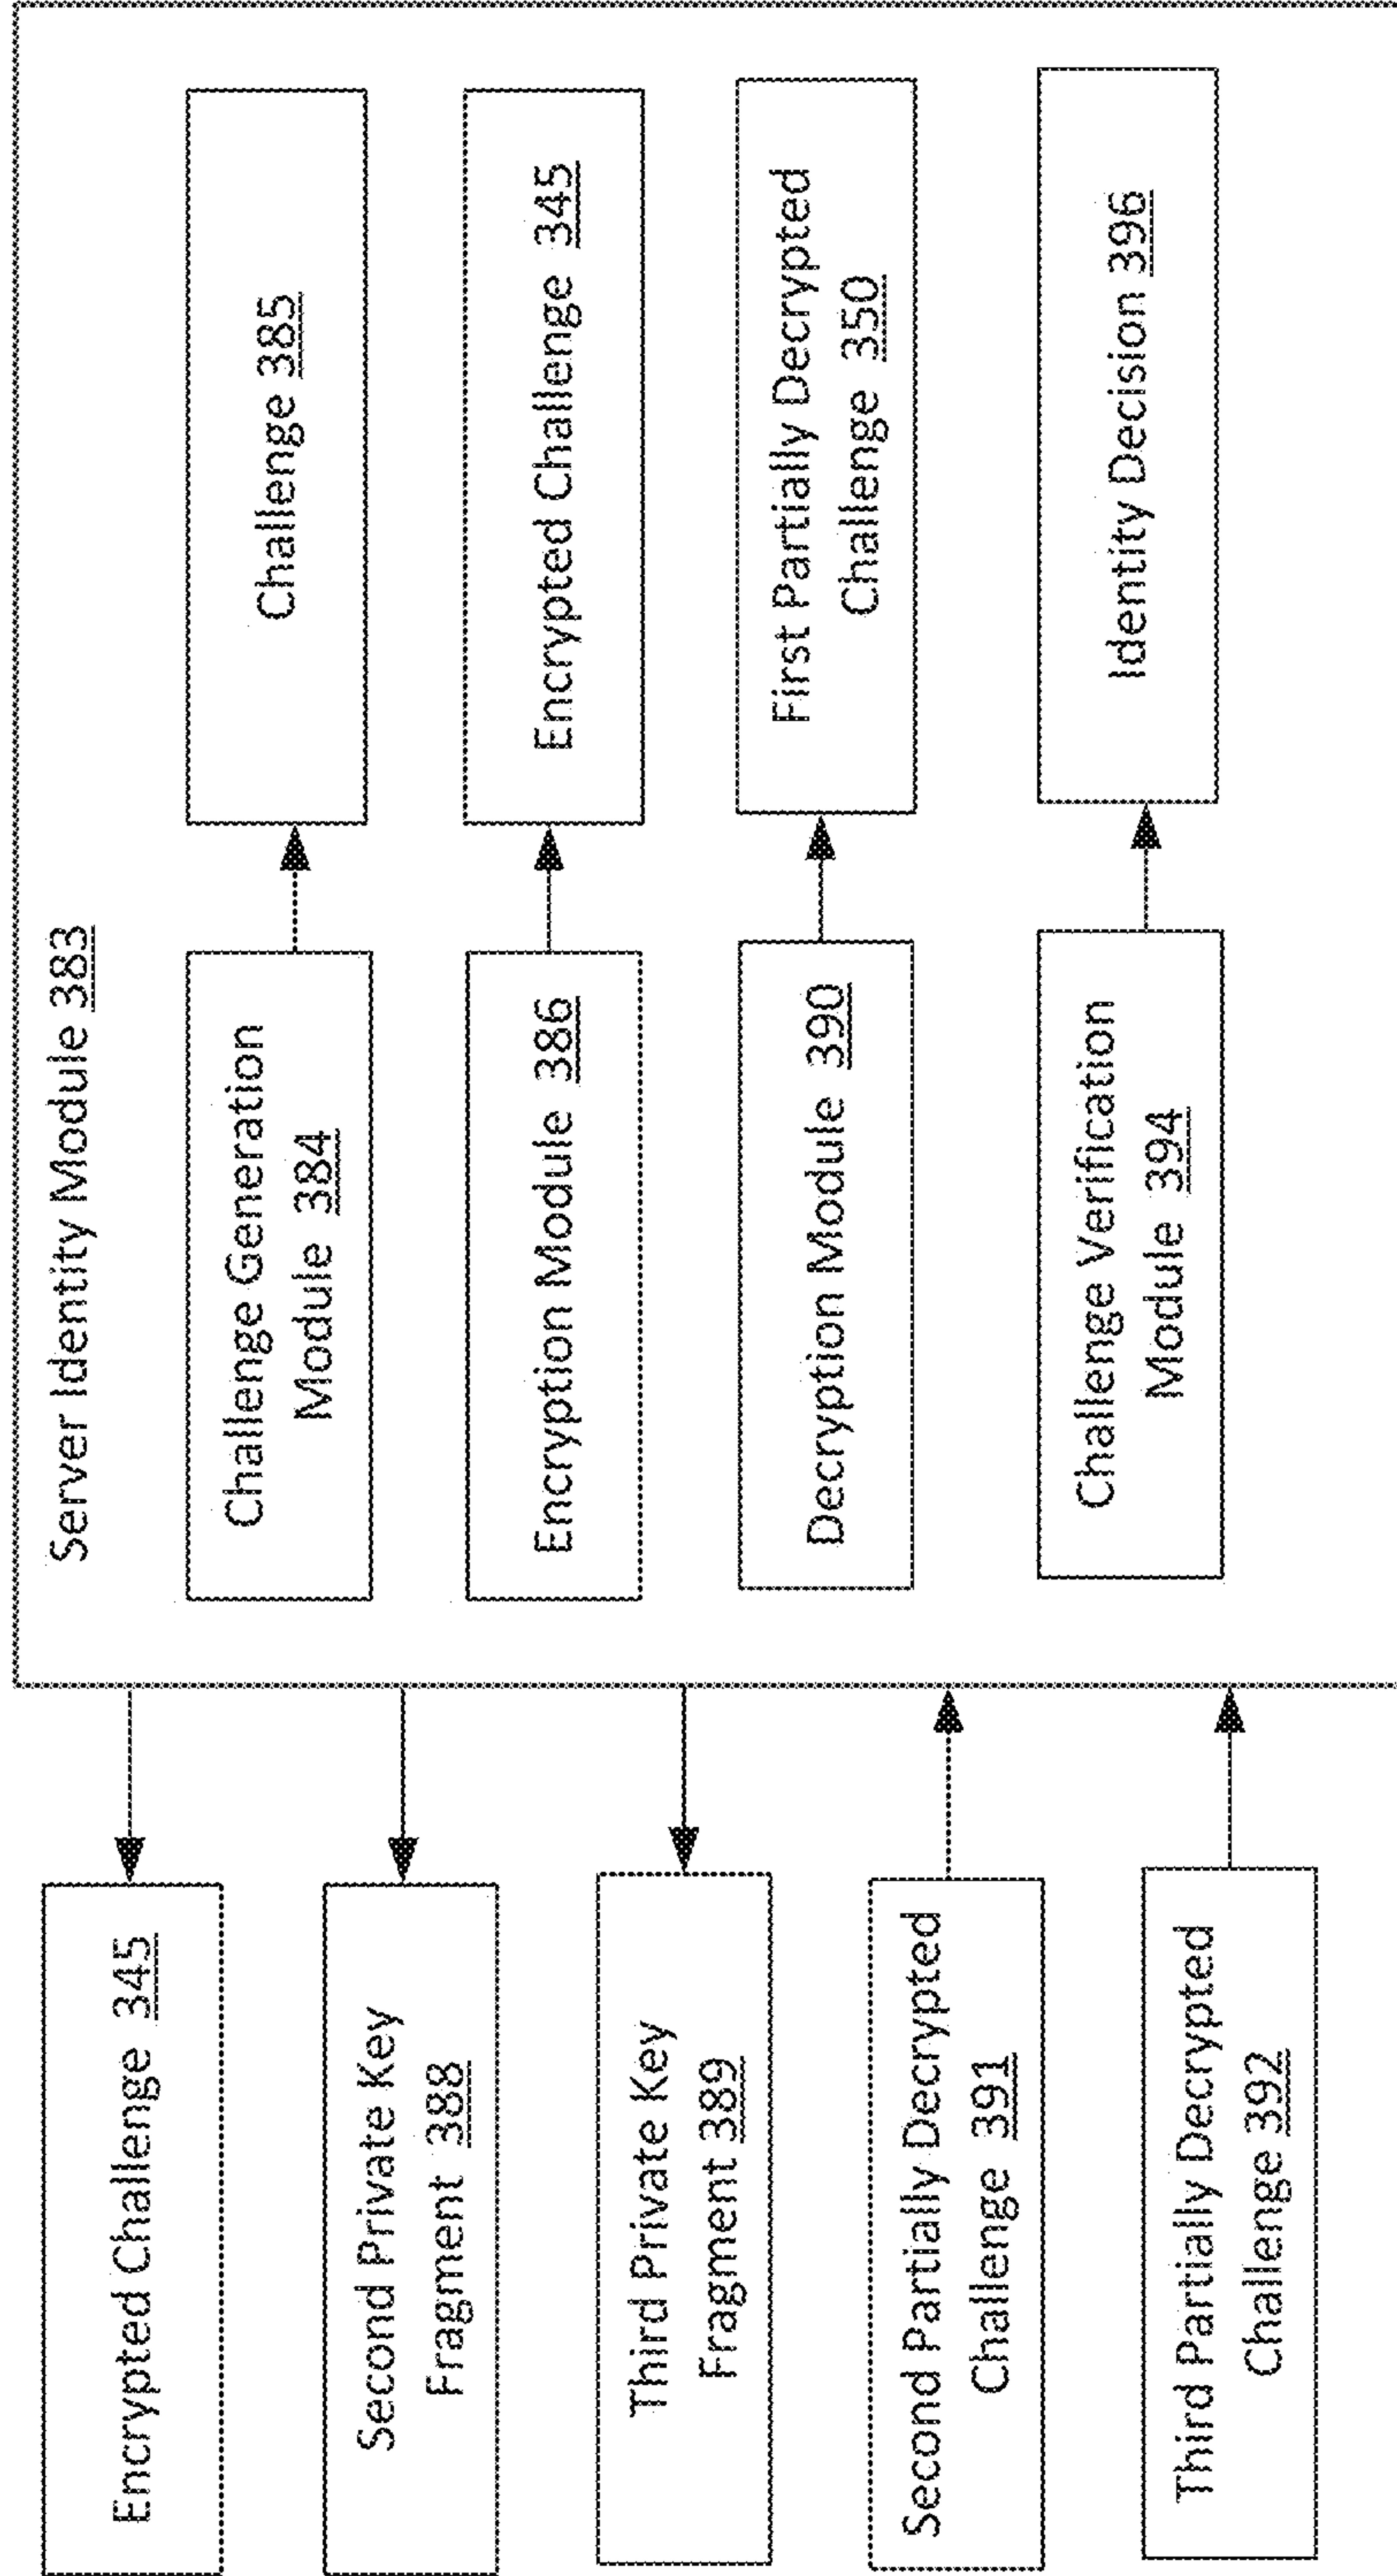 Server Identity Module 383
Encrypted Challenge 345
Second Private Key
Fragment 388
Third Private Key
Fragment 389
Second Partially Decrypted
Challenge 391
Third Partially Decrypted
Challenge 392
Challenge Generation
Module 384
Challenge 385
Encryption Module 386
Encrypted Challenge 345
Decryption Module 390
First Partially Decrypted
Challenge 350
Challenge Verification
Module 394
Identity Decision 396